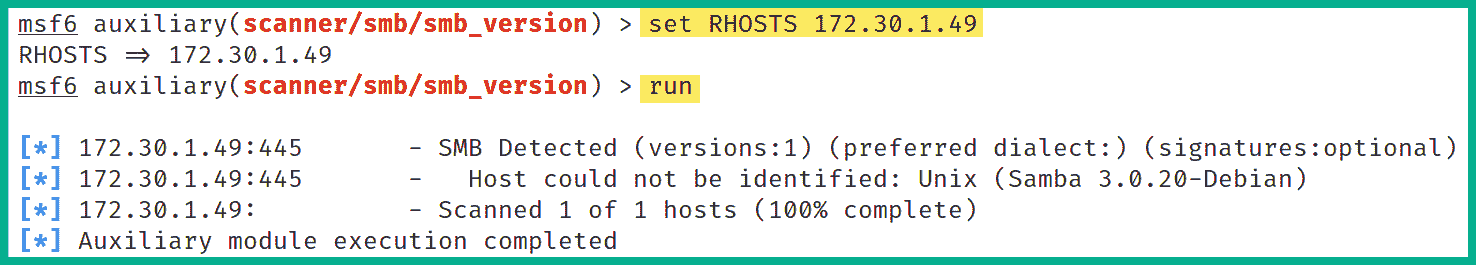 msf6 auxiliary(scanner/smb/smb_version) > set RHOSTS 172.30.1.49
RHOSTS => 172.30.1.49
msf6 auxiliary(scanner/smb/smb_version) > run
[*] 172.30.1.49:445 - SMB Detected (versions:1) (preferred dialect:) (signatures:optional)
[*] 172.30.1.49:445 - Host could not be identified: Unix (Samba 3.0.20-Debian)
[*] 172.30.1.49: - Scanned 1 of 1 hosts (100% complete)
[*] Auxiliary module execution completed